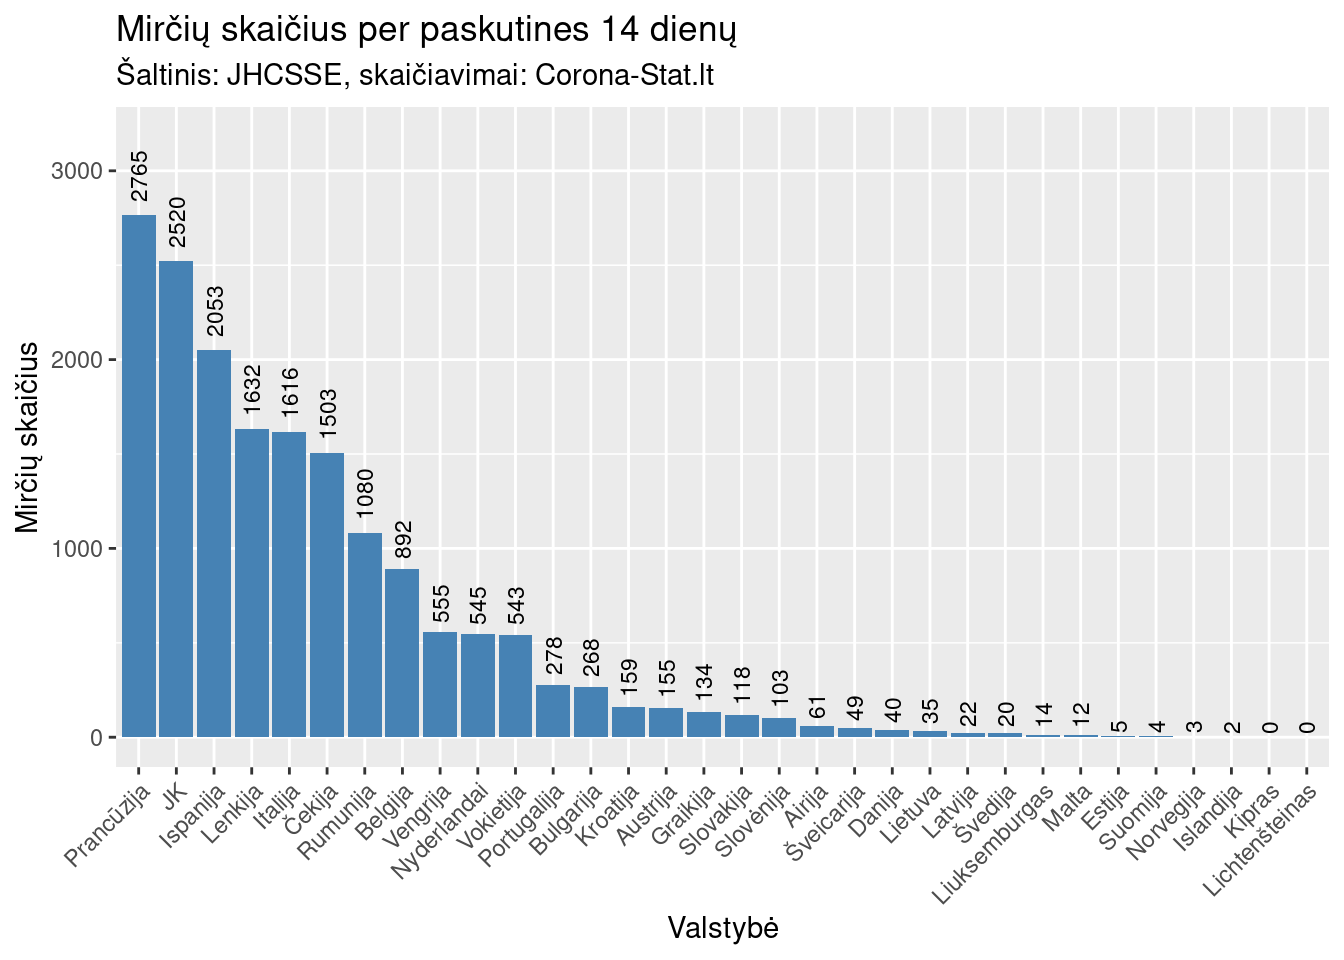 Mirčių skaičius per paskutines 14 dienų
Šaltinis: JHCSSE, skaičiavimai: Corona-Stat.lt
Mirčių skaičius
3000
2000
1000
0
2765
2520
2053
1632
1616
1503
1080
892
555
545
543
278
268
159
155
134
118
103
61
49
40
35
22
20
14
12
5
4
3
2
0
0
Prancūzija
JK
Ispanija
Lenkija
Italija
Čekija
Rumunija
Belgija
Vengrija
Nyderlandai
Vokietija
Portugalija
Bulgarija
Kroatija
Austrija
Graikija
Slovakija
Slovėnija
Airija
Šveicarija
Danija
Lietuva
Latvija
Švedija
Liuksemburgas
Malta
Estija
Suomija
Norvegija
Islandija
Kipras
Lichtenšteinas
Valstybė